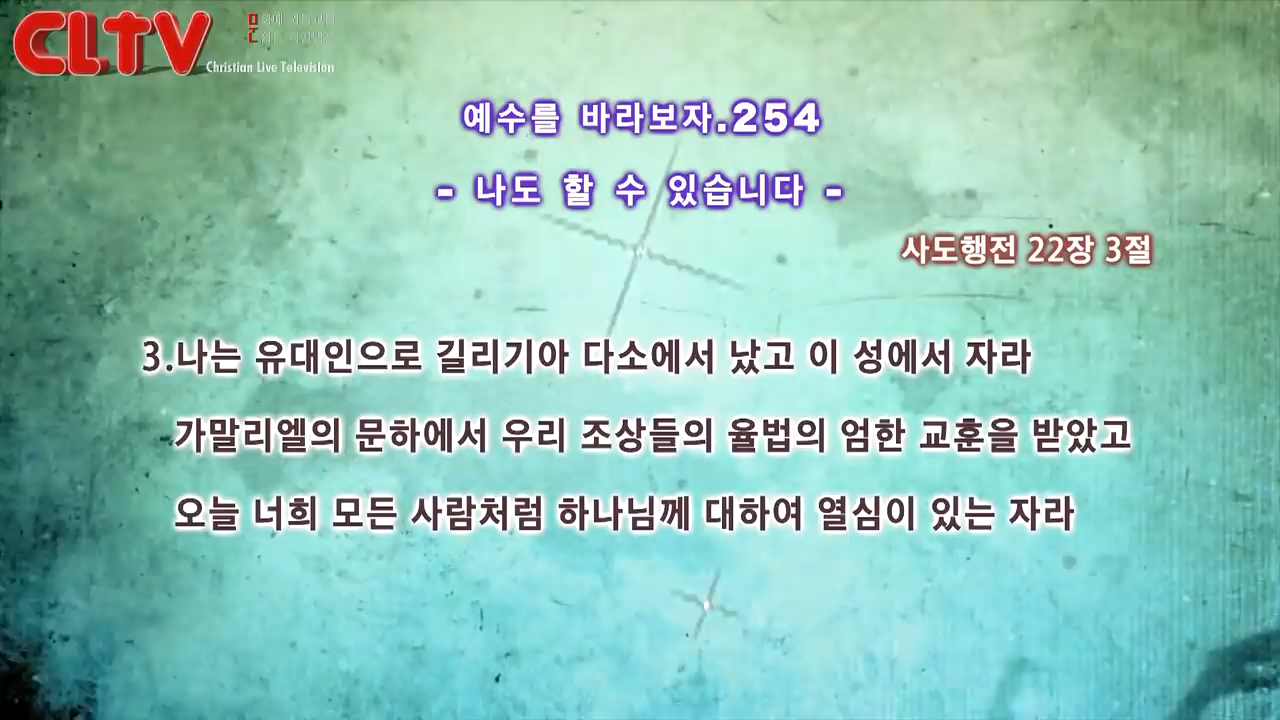 CLTV
Christian Live Television
예수를 바라보자.254
- 나도 할 수 있습니다 -
사도행전 22장 3절
3.나는 유대인으로 길리기아 다소에서 났고 이 성에서 자라
가말리엘의 문하에서 우리 조상들의 율법의 엄한 교훈을 받았고
오늘 너희 모든 사람처럼 하나님께 대하여 열심이 있는 자라